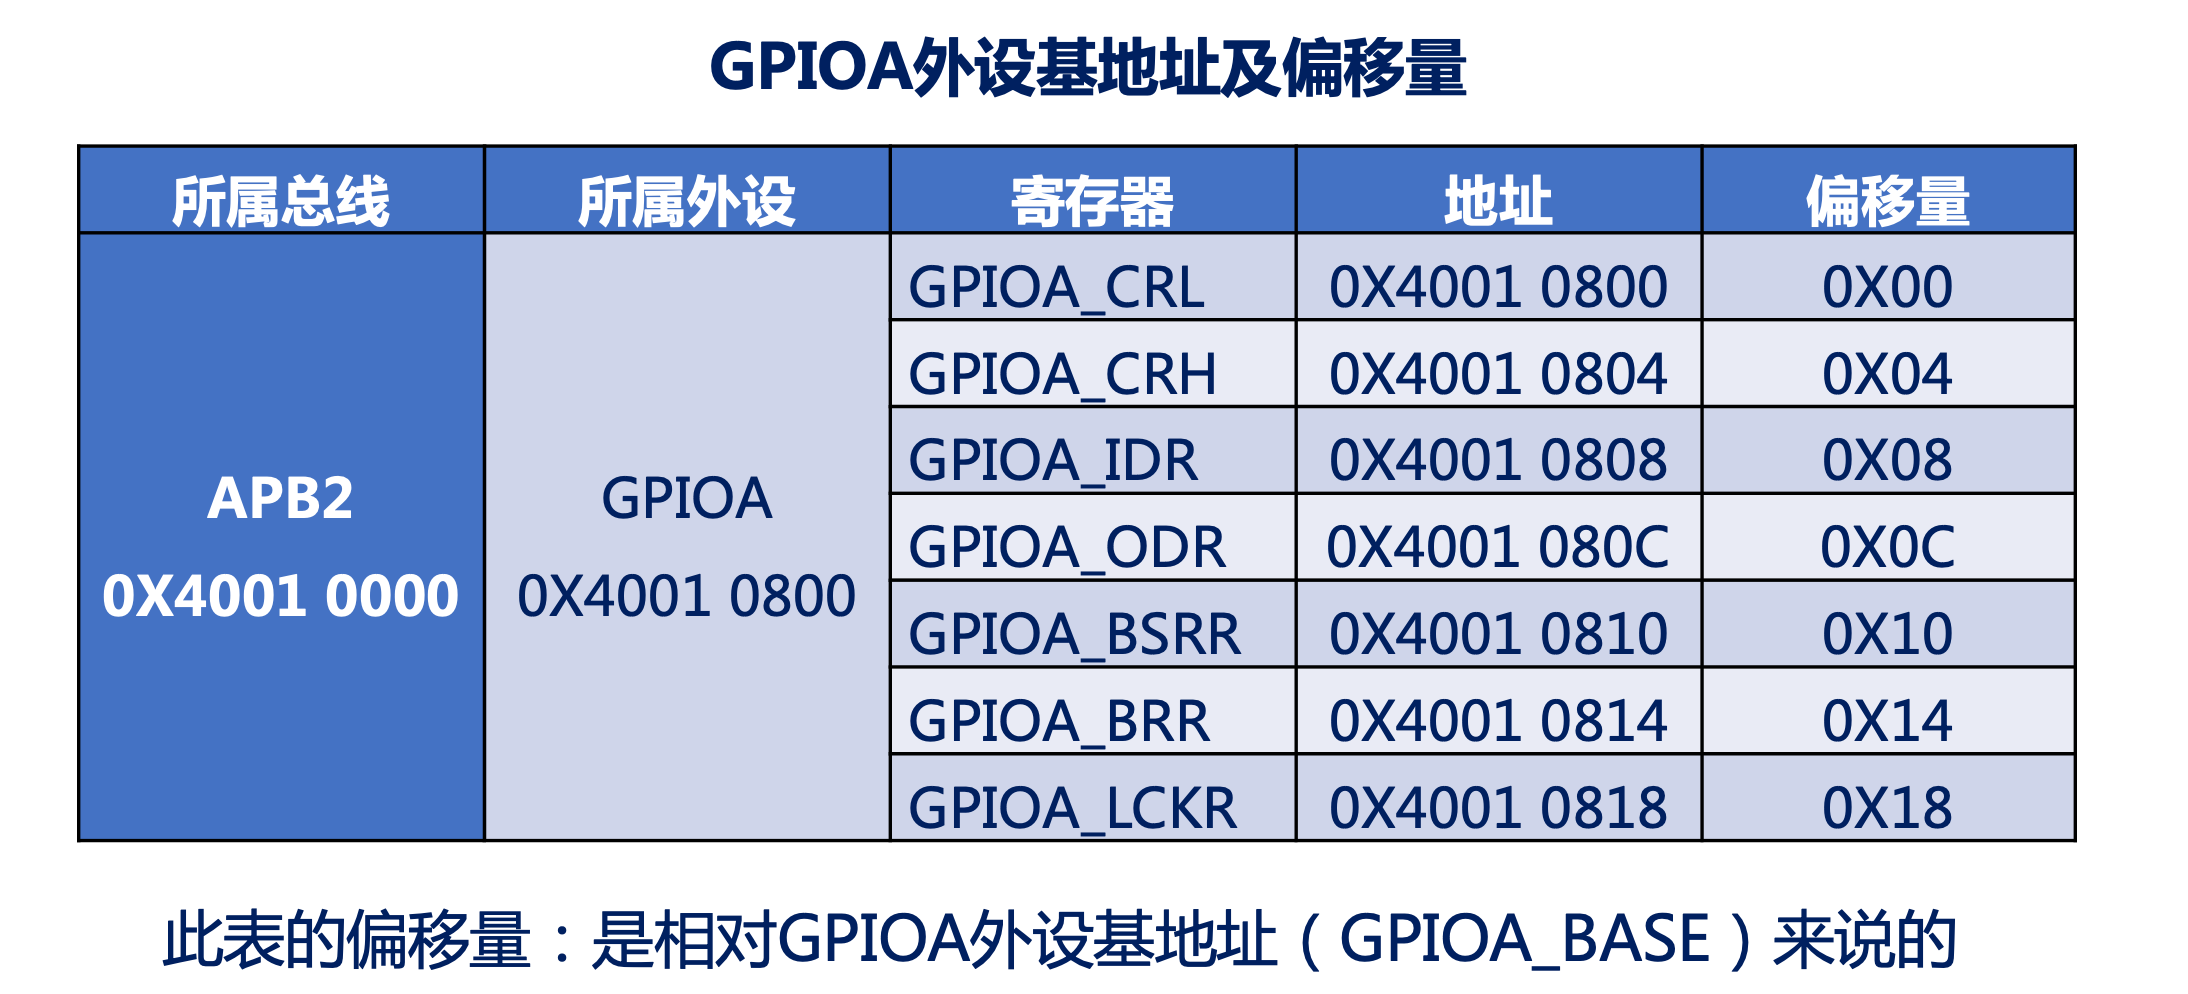 GPIOA外设基地址及偏移量
所属总线 所属外设 寄存器 地址 偏移量
APB2
0X4001 0000
GPIOA
0X4001 0800
GPIOA_CRL 0X4001 0800 0X00
GPIOA_CRH 0X4001 0804 0X04
GPIOA_IDR 0X4001 0808 0X08
GPIOA_ODR 0X4001 080C 0X0C
GPIOA_BSRR 0X4001 0810 0X10
GPIOA_BRR 0X4001 0814 0X14
GPIOA_LCKR 0X4001 0818 0X18
此表的偏移量：是相对GPIOA外设基地址（GPIOA_BASE）来说的